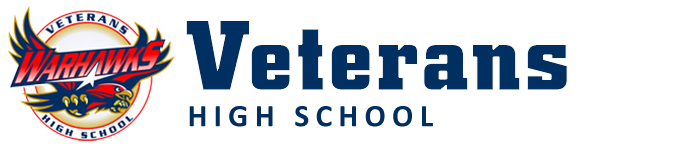 VETERANS
WARHAWKS
HIGH SCHOOL
Veterans
HIGH SCHOOL